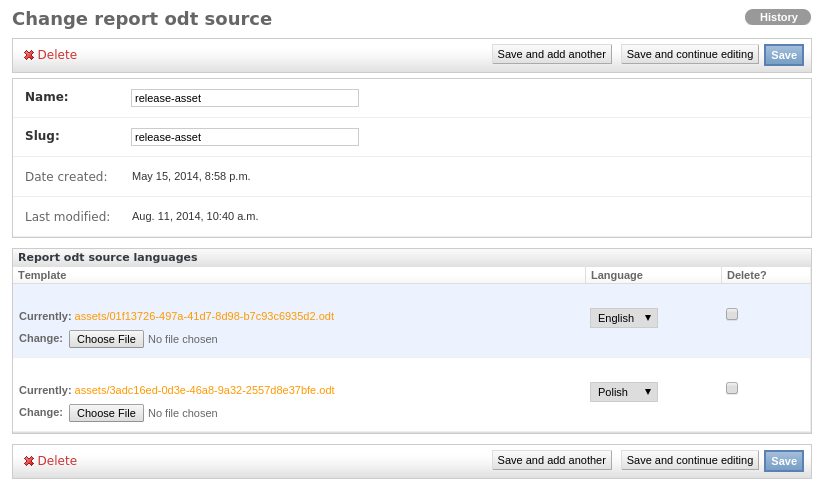 Change report odt source
History
Delete
Save and add another
Save and continue editing
Save
Name:
release-asset
Slug:
release-asset
Date created:
May 15, 2014, 8:58 p.m.
Last modified:
Aug. 11, 2014, 10:40 a.m.
Report odt source languages
Template
Language
Delete?
Currently: assets/01f13726-497a-41d7-8d98-b7c93c6935d2.odt
English
Change: Choose File No file chosen
Currently: assets/3adc16ed-0d3e-46a8-9a32-2557d8e37bfe.odt
Polish
Change: Choose File No file chosen
Delete
Save and add another
Save and continue editing
Save